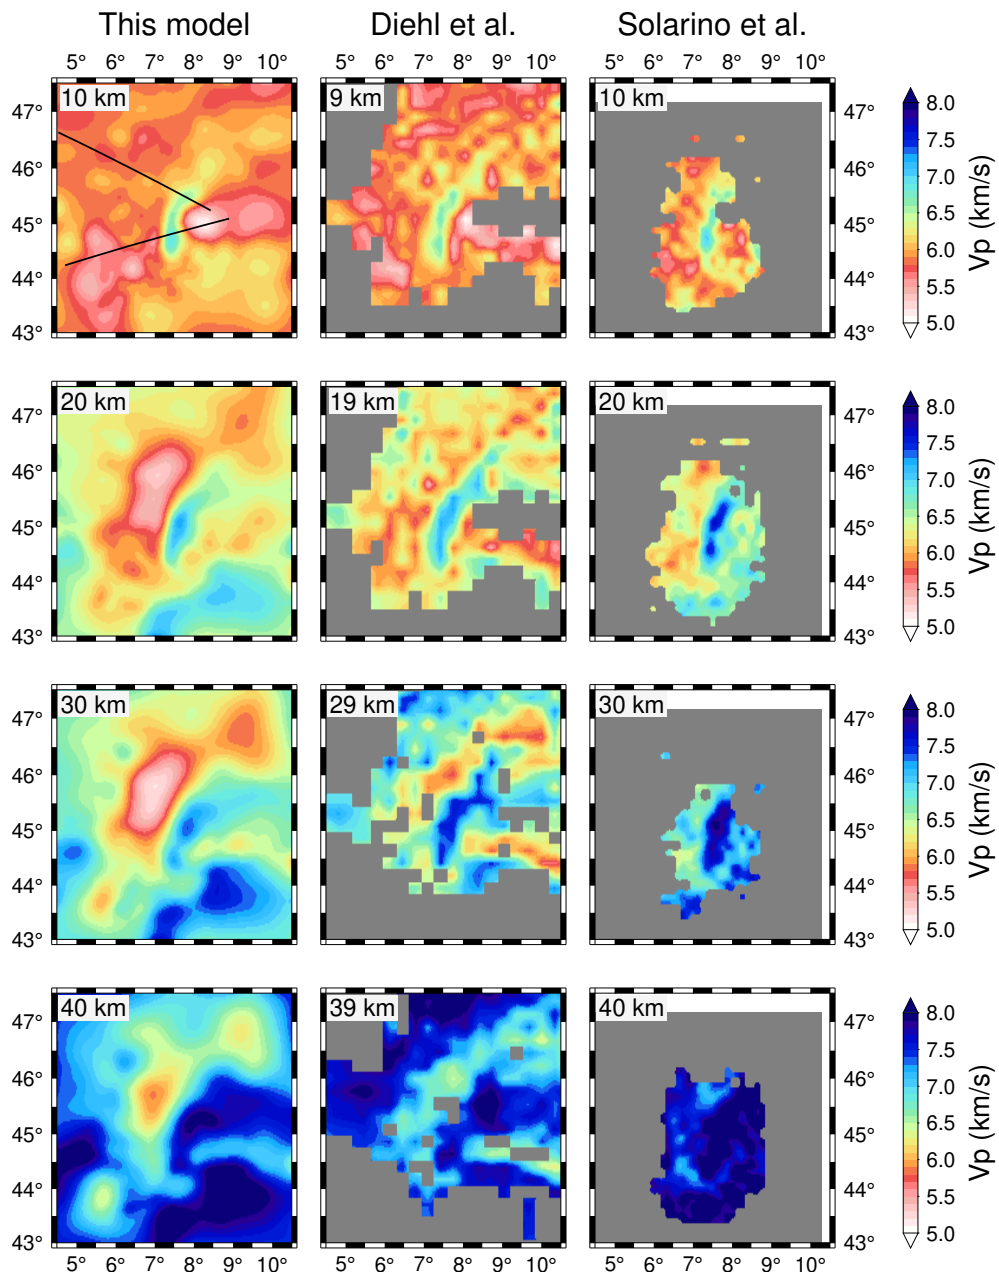 This model Diehl et al. Solarino et al.
5° 6° 7° 8° 9° 10° 5° 6° 7° 8° 9° 10° 5° 6° 7° 8° 9° 10°
10 km 9 km 10 km
47° 46° 45° 44° 43° 47° 46° 45° 44° 43°
8.0 7.5 7.0 6.5 6.0 5.5 5.0 Vp (km/s)
20 km 19 km 20 km
47° 46° 45° 44° 43° 47° 46° 45° 44° 43°
8.0 7.5 7.0 6.5 6.0 5.5 5.0 Vp (km/s)
30 km 29 km 30 km
47° 46° 45° 44° 43° 47° 46° 45° 44° 43°
8.0 7.5 7.0 6.5 6.0 5.5 5.0 Vp (km/s)
40 km 39 km 40 km
47° 46° 45° 44° 43° 47° 46° 45° 44° 43°
8.0 7.5 7.0 6.5 6.0 5.5 5.0 Vp (km/s)
5° 6° 7° 8° 9° 10° 5° 6° 7° 8° 9° 10° 5° 6° 7° 8° 9° 10°